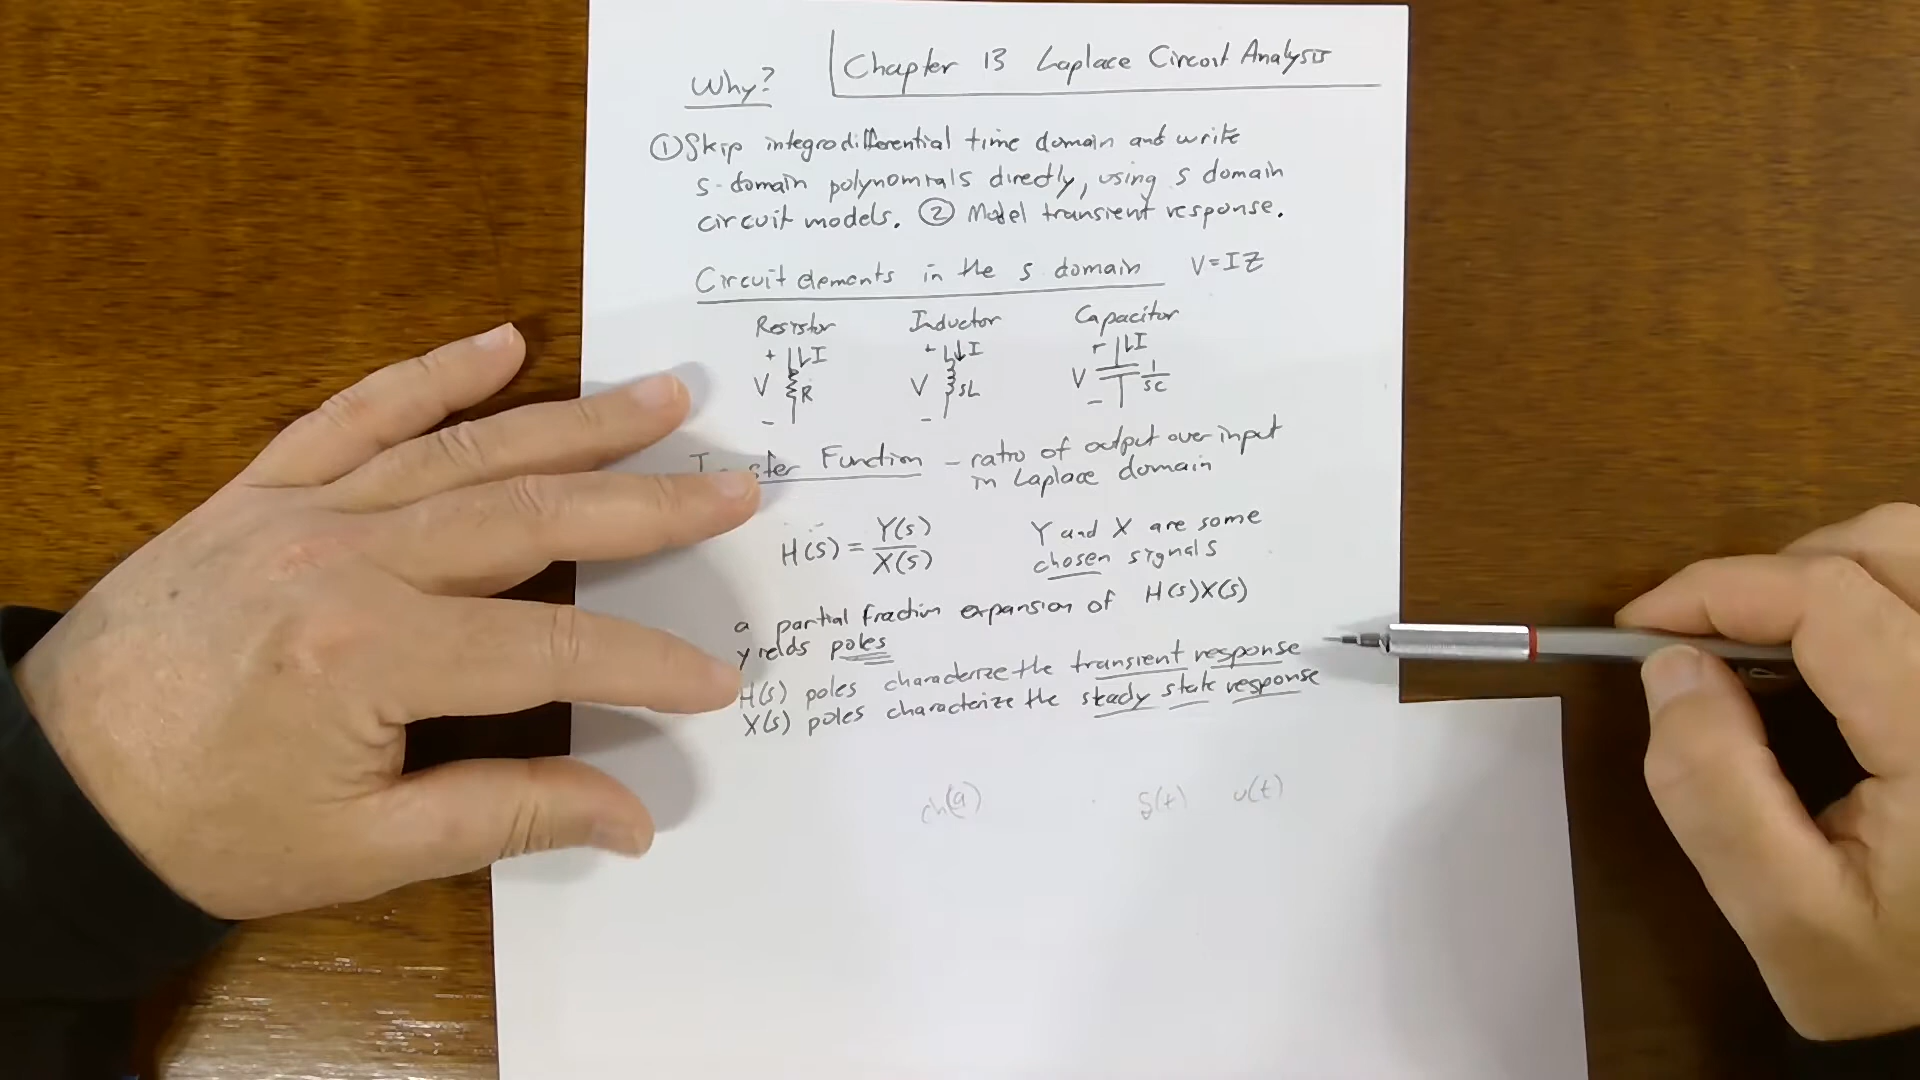 Why?
Chapter 13 Laplace Circuit Analysis
① Skip integrodifferential time domain and write
s-domain polynomials directly, using s domain
circuit models. ② Model transient response.
Circuit elements in the s domain V=IZ
Resistor Inductor Capacitor
+ I + I + I
V R V sL V 1/sC
- - -
Function - ratio of output over input
in Laplace domain
H(s) = Y(s)/X(s) Y and X are some
chosen signals
a partial fraction expansion of H(s)X(s)
yields poles
H(s) poles characterize the transient response
X(s) poles characterize the steady state response
u(t)